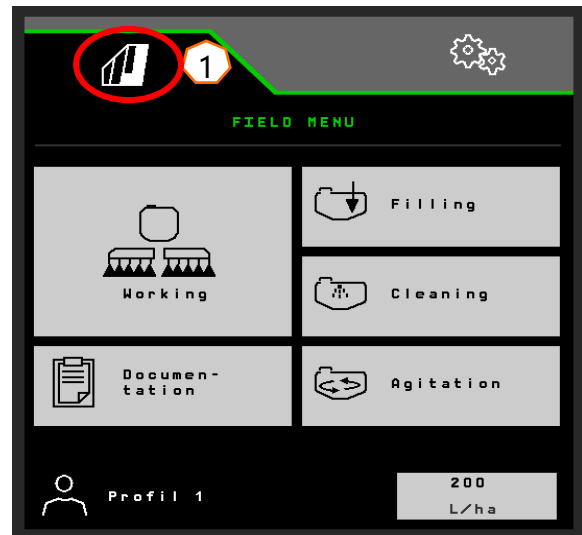 1
FIELD MENU
Working
Filling
Cleaning
Documen-
tation
Agitation
Profil 1
200
L/ha